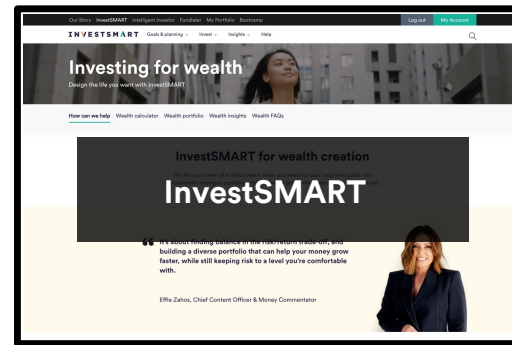 Our Story InvestSMART Intelligent Investor Fundlater My Portfolio Bootcamp
Log out My Account
INVESTSMART Goals & planning Invest Insights Help
Investing for wealth
Design the life you want with InvestSMART
How can we help Wealth calculator Wealth portfolio Wealth insights Wealth FAQs
InvestSMART for wealth creation
InvestSMART
“ It's about finding balance in the risk/return trade-off, and
building a diverse portfolio that can help your money grow
faster, while still keeping risk to a level you're comfortable
with.
Effie Zahos, Chief Content Officer & Money Commentator